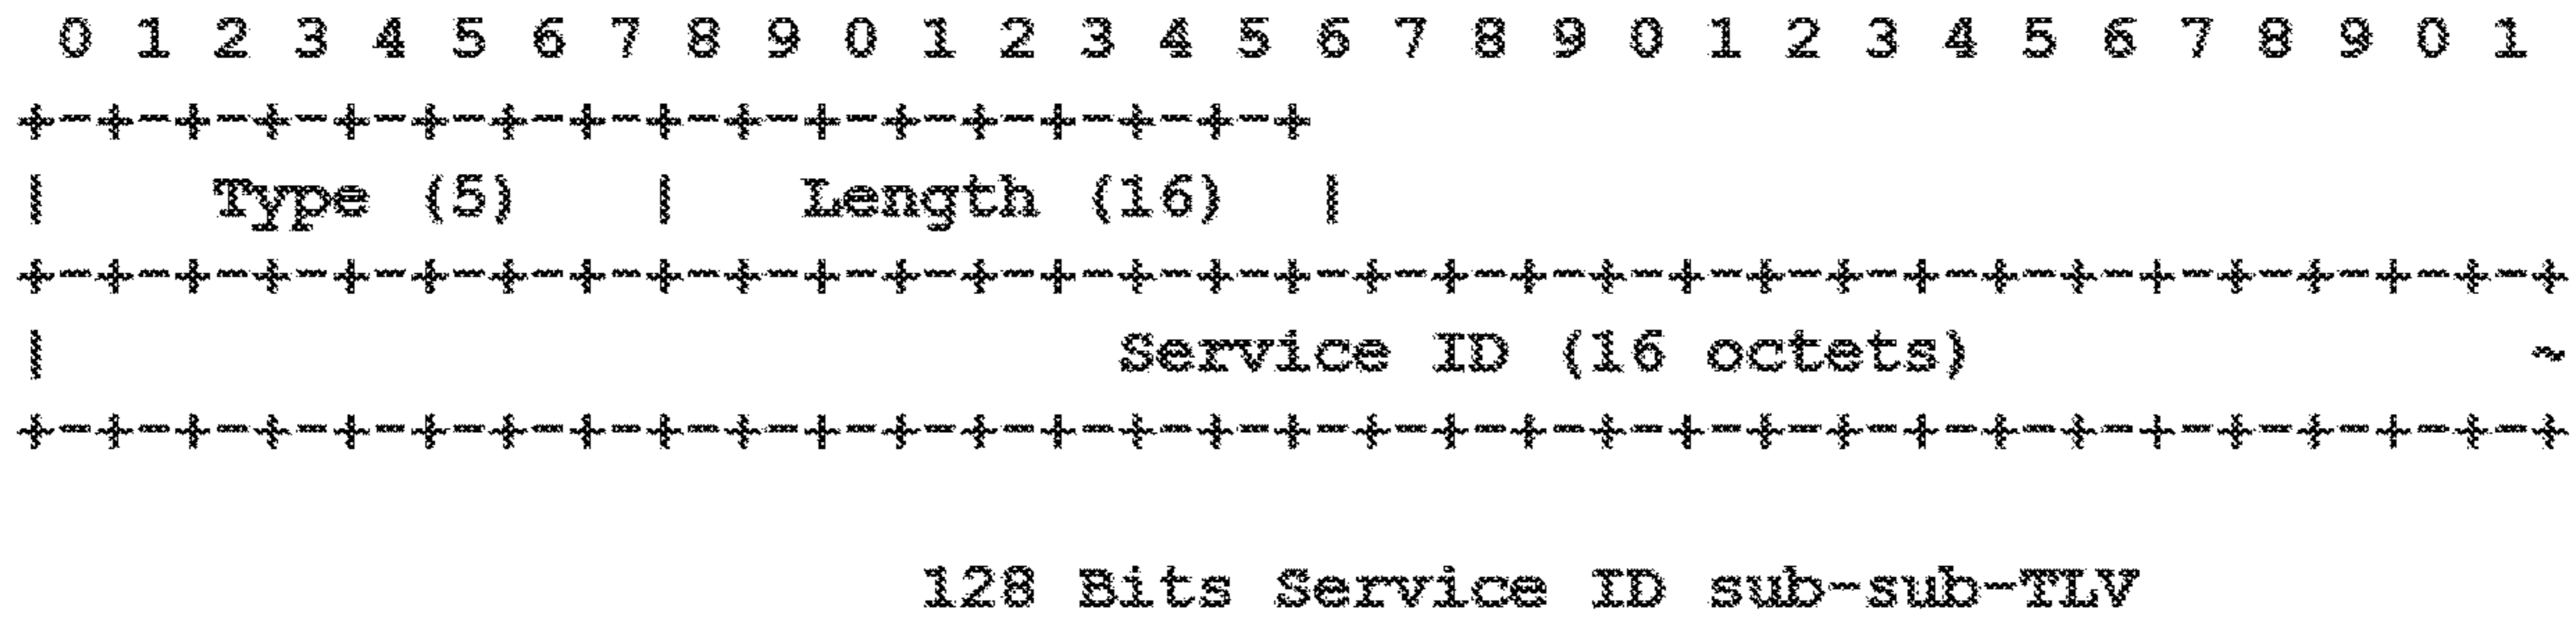 0 1 2 3 4 5 6 7 8 9 0 1 2 3 4 5 6 7 8 9 0 1 2 3 4 5 6 7 8 9 0 1
+-+-+-+-+-+-+-+-+-+-+-+-+-+-+-+-+
|    Type (5)   |   Length (16)  |
+-+-+-+-+-+-+-+-+-+-+-+-+-+-+-+-+-+-+-+-+-+-+-+-+-+-+-+-+-+-+-+-+
|                           Service ID (16 octets)              ~
+-+-+-+-+-+-+-+-+-+-+-+-+-+-+-+-+-+-+-+-+-+-+-+-+-+-+-+-+-+-+-+-+
128 Bits Service ID sub-sub-TLV